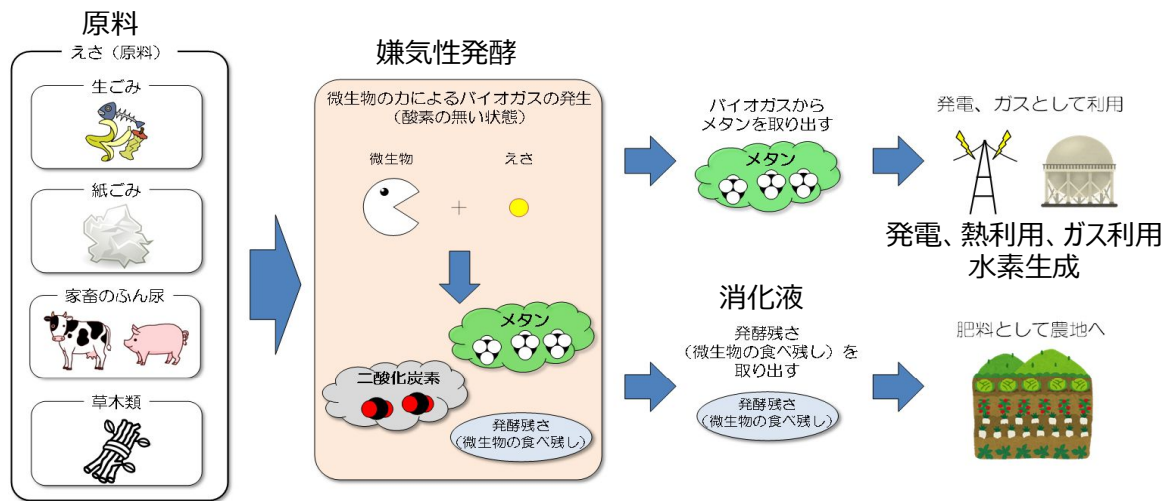 原料
えさ（原料）
生ごみ
紙ごみ
家畜のふん尿
草木類
嫌気性発酵
微生物の力によるバイオガスの発生
（酸素の無い状態）
微生物
えさ
+
メタン
二酸化炭素
発酵残さ
（微生物の食べ残し）
バイオガスから
メタンを取り出す
メタン
発電、ガスとして利用
発電、熱利用、ガス利用
水素生成
消化液
発酵残さ
（微生物の食べ残し）を
取り出す
発酵残さ
（微生物の食べ残し）
肥料として農地へ